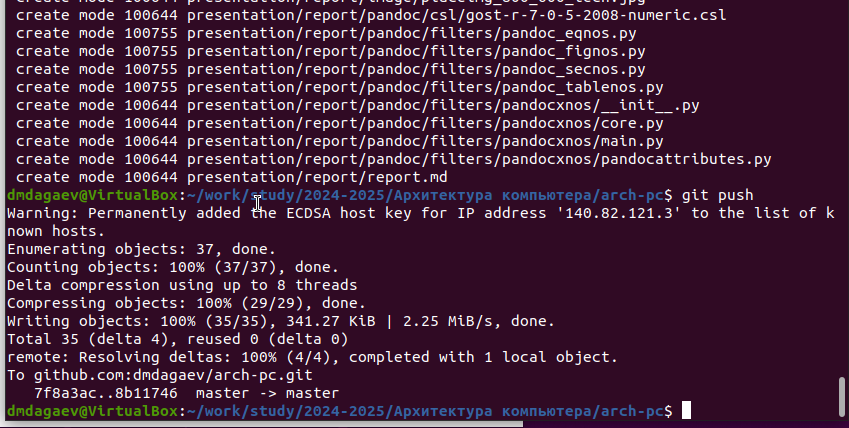 create mode 100644 presentation/report/image/placeimg_800_600_tech.jpg
create mode 100644 presentation/report/pandoc/csl/gost-r-7-0-5-2008-numeric.csl
create mode 100755 presentation/report/pandoc/filters/pandoc_eqnos.py
create mode 100755 presentation/report/pandoc/filters/pandoc_fignos.py
create mode 100755 presentation/report/pandoc/filters/pandoc_secnos.py
create mode 100755 presentation/report/pandoc/filters/pandoc_tablenos.py
create mode 100644 presentation/report/pandoc/filters/pandocxnos/__init__.py
create mode 100644 presentation/report/pandoc/filters/pandocxnos/core.py
create mode 100644 presentation/report/pandoc/filters/pandocxnos/main.py
create mode 100644 presentation/report/pandoc/filters/pandocxnos/pandocattributes.py
create mode 100644 presentation/report/report.md
dmdagaev@VirtualBox:~/work/study/2024-2025/Архитектура компьютера/arch-pc$ git push
Warning: Permanently added the ECDSA host key for IP address '140.82.121.3' to the list of k
nown hosts.
Enumerating objects: 37, done.
Counting objects: 100% (37/37), done.
Delta compression using up to 8 threads
Compressing objects: 100% (29/29), done.
Writing objects: 100% (35/35), 341.27 KiB | 2.25 MiB/s, done.
Total 35 (delta 4), reused 0 (delta 0)
remote: Resolving deltas: 100% (4/4), completed with 1 local object.
To github.com:dmdagaev/arch-pc.git
7f8a3ac..8b11746  master -> master
dmdagaev@VirtualBox:~/work/study/2024-2025/Архитектура компьютера/arch-pc$